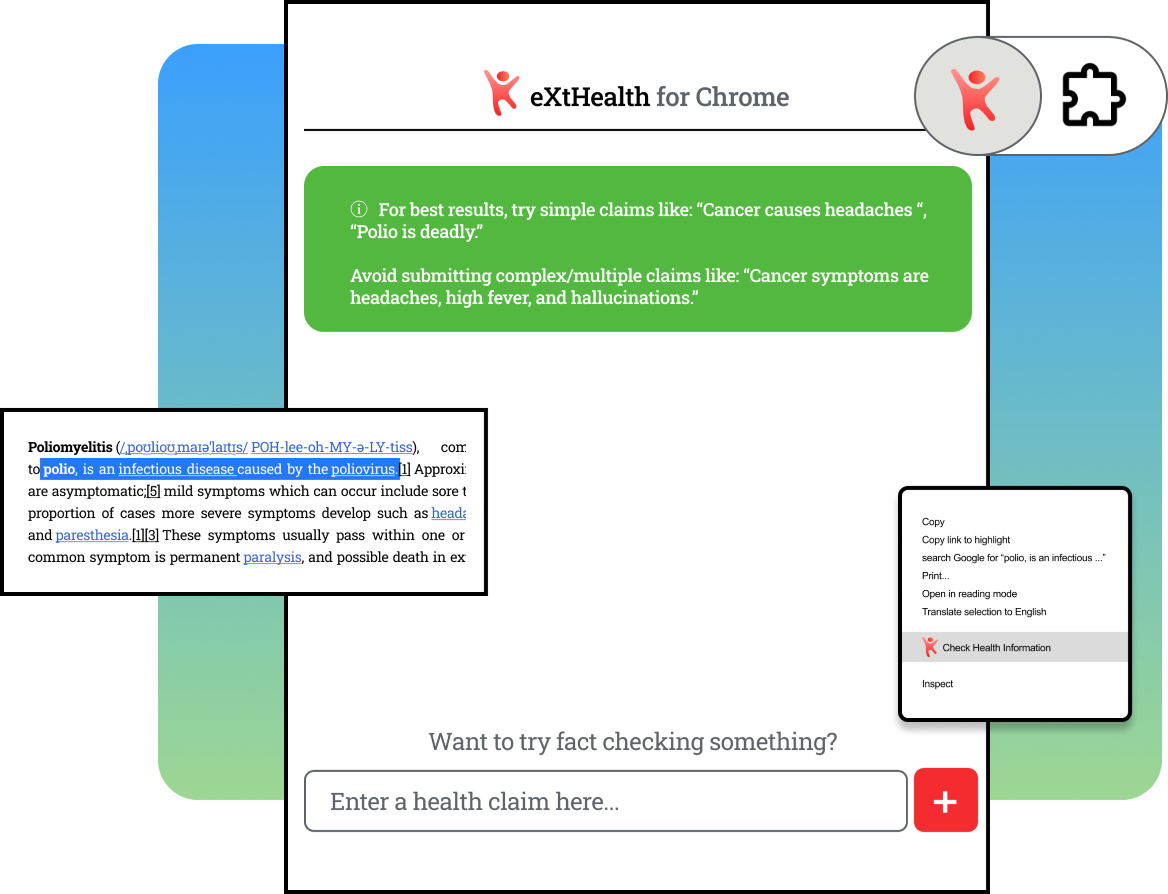 eXtHealth for Chrome
ⓘ For best results, try simple claims like: “Cancer causes headaches “,
“Polio is deadly.”
Avoid submitting complex/multiple claims like: “Cancer symptoms are
headaches, high fever, and hallucinations.”
Poliomyelitis (/ˌpoʊlioʊˌmaɪəˈlaɪtɪs/ POH-lee-oh-MY-ə-LY-tiss), com
to polio, is an infectious disease caused by the poliovirus.[1] Approxi
are asymptomatic;[5] mild symptoms which can occur include sore t
proportion of cases more severe symptoms develop such as heada
and paresthesia.[1][3] These symptoms usually pass within one or
common symptom is permanent paralysis, and possible death in ex
Copy
Copy link to highlight
search Google for “polio, is an infectious ...”
Print...
Open in reading mode
Translate selection to English
Check Health Information
Inspect
Want to try fact checking something?
Enter a health claim here...
+